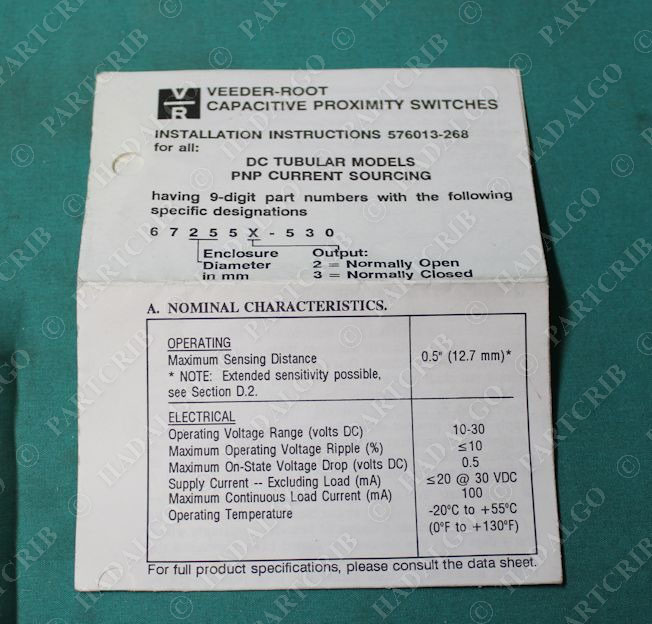 V
R
VEEDER-ROOT
CAPACITIVE PROXIMITY SWITCHES
INSTALLATION INSTRUCTIONS 576013-268
for all:
DC TUBULAR MODELS
PNP CURRENT SOURCING
having 9-digit part numbers with the following
specific designations
6 7 2 5 5 X - 5 3 0
Enclosure Output:
Diameter 2 = Normally Open
in mm 3 = Normally Closed
A. NOMINAL CHARACTERISTICS.
OPERATING
Maximum Sensing Distance 0.5" (12.7 mm)*
* NOTE: Extended sensitivity possible,
see Section D.2.
ELECTRICAL
Operating Voltage Range (volts DC) 10-30
Maximum Operating Voltage Ripple (%) ≤10
Maximum On-State Voltage Drop (volts DC) 0.5
Supply Current -- Excluding Load (mA) ≤20 @ 30 VDC
Maximum Continuous Load Current (mA) 100
Operating Temperature -20°C to +55°C
(0°F to +130°F)
For full product specifications, please consult the data sheet.
© PARTCRIB
© HADALGO